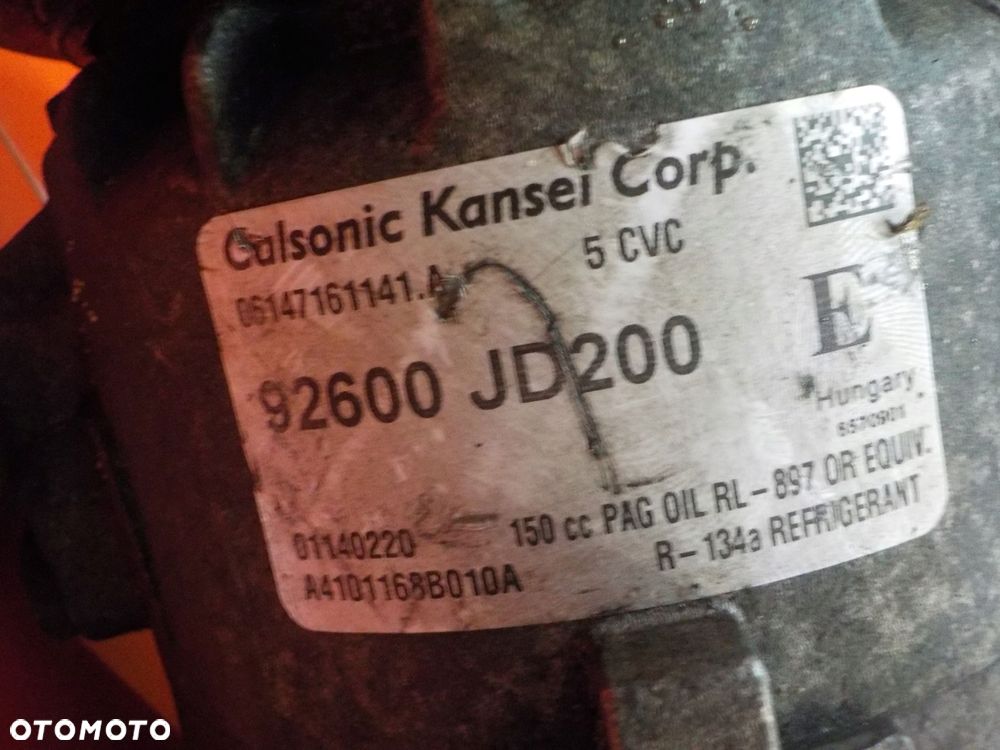 Calsonic Kansei Corp.
06147161141.A
5 CVC
92600 JD200
E
Hungary
150 cc PAG OIL RL-897 OR EQUIV.
R-134a REFRIGERANT
01140220
A4101168B010A
OTOMOTO